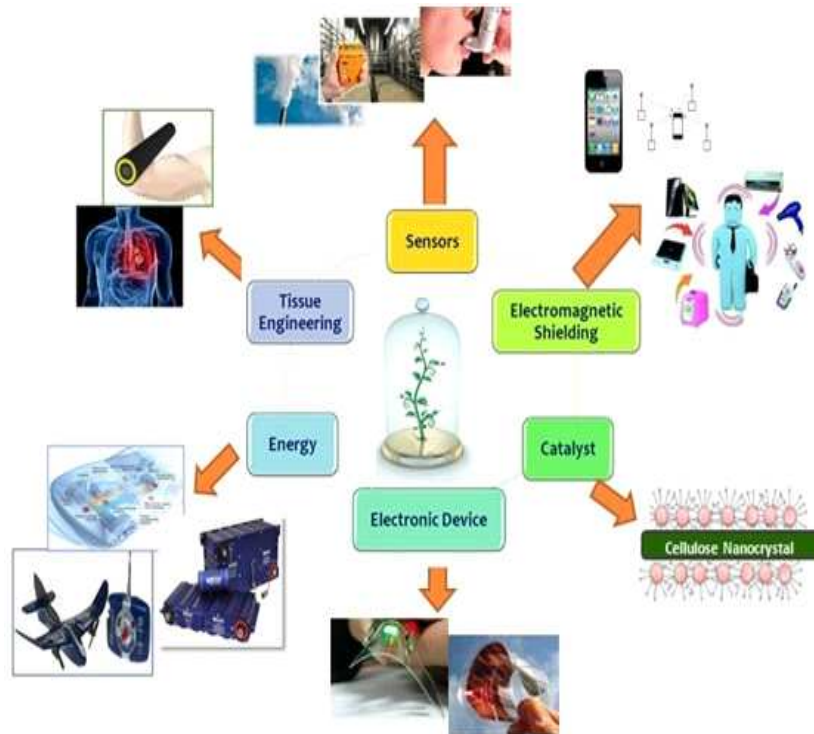 Sensors
Tissue
Engineering
Electromagnetic
Shielding
Energy
Catalyst
Electronic Device
Cellulose Nanocrystal